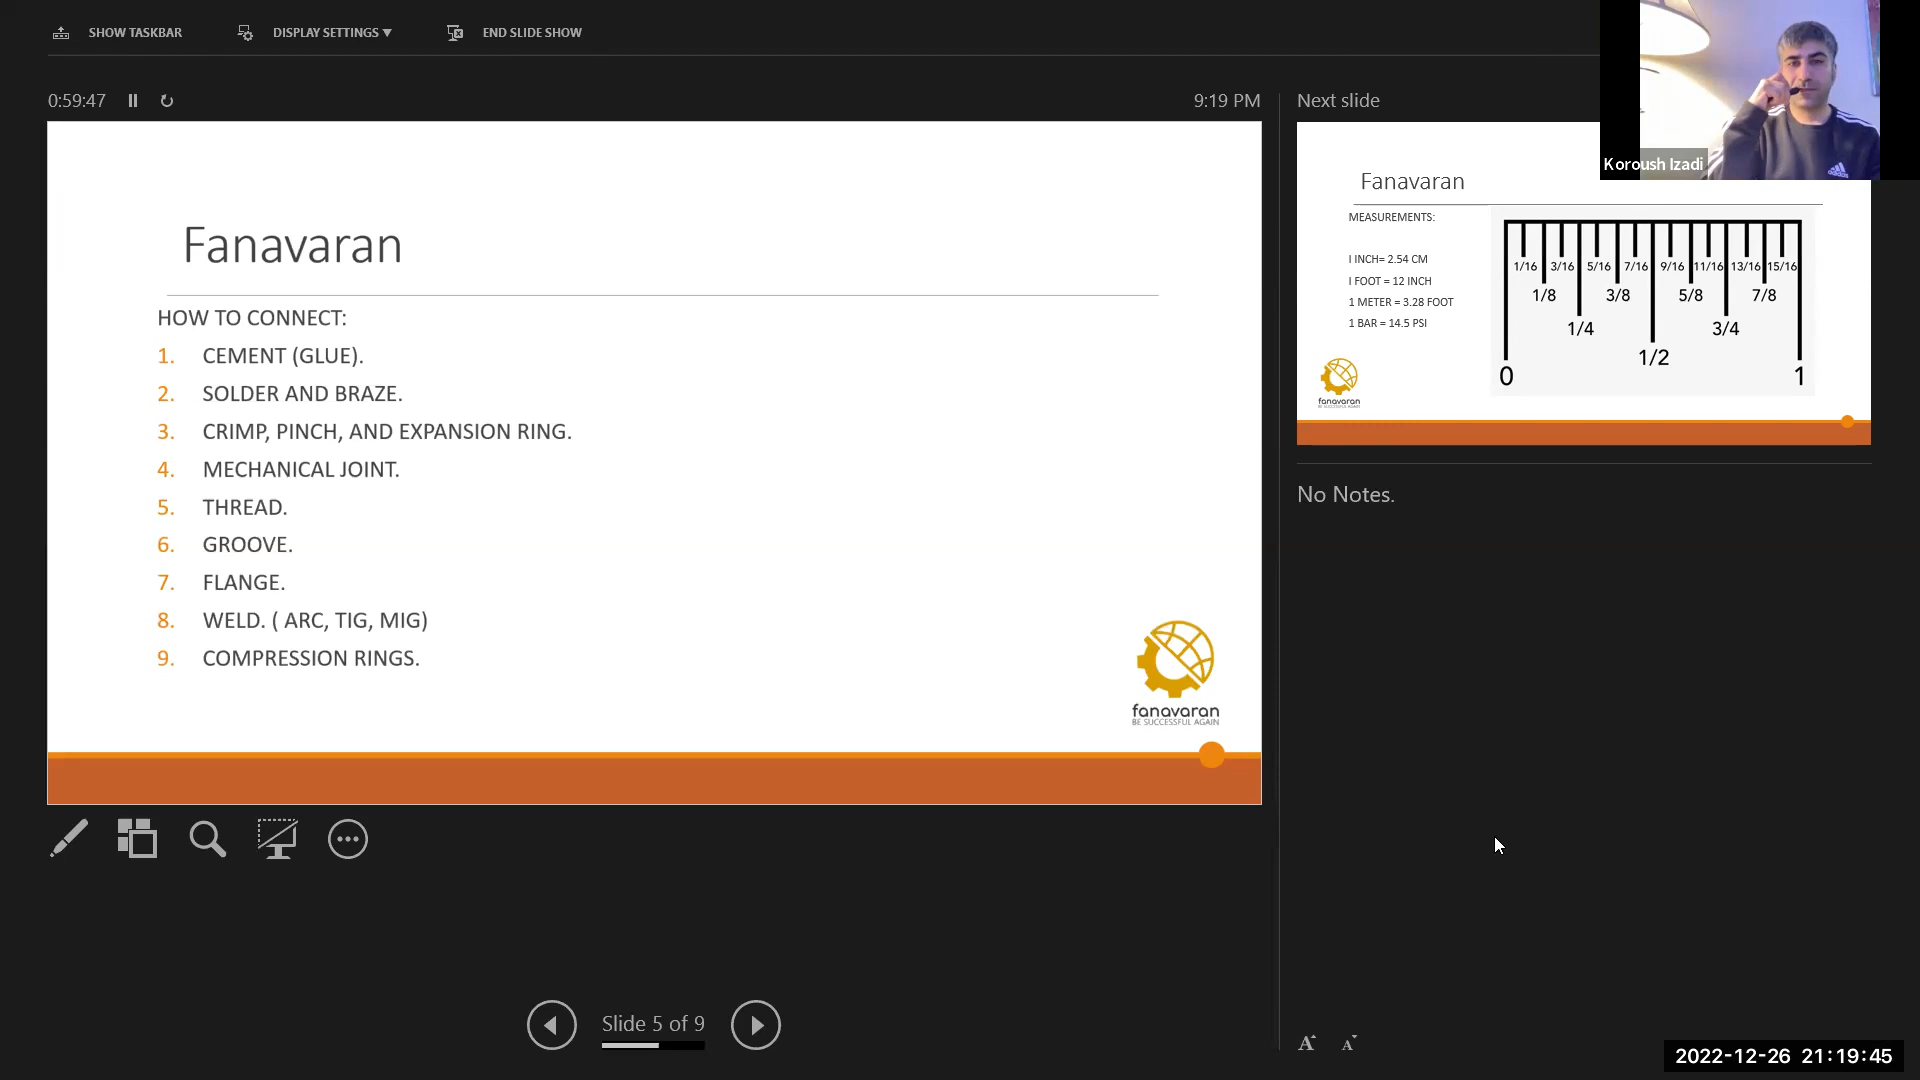 SHOW TASKBAR
DISPLAY SETTINGS ▼
END SLIDE SHOW
0:59:47
9:19 PM
Fanavaran
HOW TO CONNECT:
1. CEMENT (GLUE).
2. SOLDER AND BRAZE.
3. CRIMP, PINCH, AND EXPANSION RING.
4. MECHANICAL JOINT.
5. THREAD.
6. GROOVE.
7. FLANGE.
8. WELD. ( ARC, TIG, MIG)
9. COMPRESSION RINGS.
fanavaran
BE SUCCESSFUL AGAIN
Slide 5 of 9
Next slide
Koroush Izadi
Fanavaran
MEASUREMENTS:
I INCH= 2.54 CM
I FOOT = 12 INCH
1 METER = 3.28 FOOT
1 BAR = 14.5 PSI
1/16 3/16 5/16 7/16 9/16 11/16 13/16 15/16
1/8 3/8 5/8 7/8
1/4 3/4
1/2
0 1
fanavaran
BE SUCCESSFUL AGAIN
No Notes.
A A
2022-12-26 21:19:45
adidas